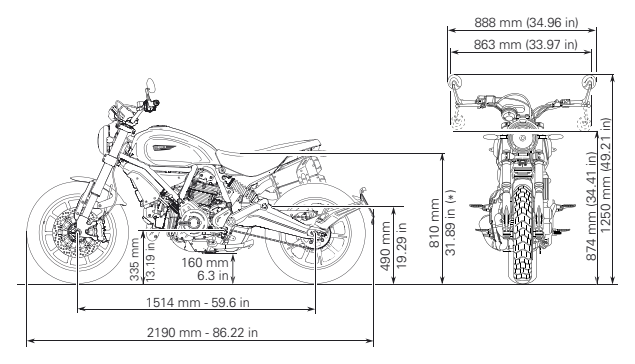 888 mm (34.96 in)
863 mm (33.97 in)
335 mm
13.19 in
160 mm
6.3 in
490 mm
19.29 in
810 mm
31.89 in (*)
874 mm (34.41 in)
1250 mm (49.21 in)
1514 mm - 59.6 in
2190 mm - 86.22 in